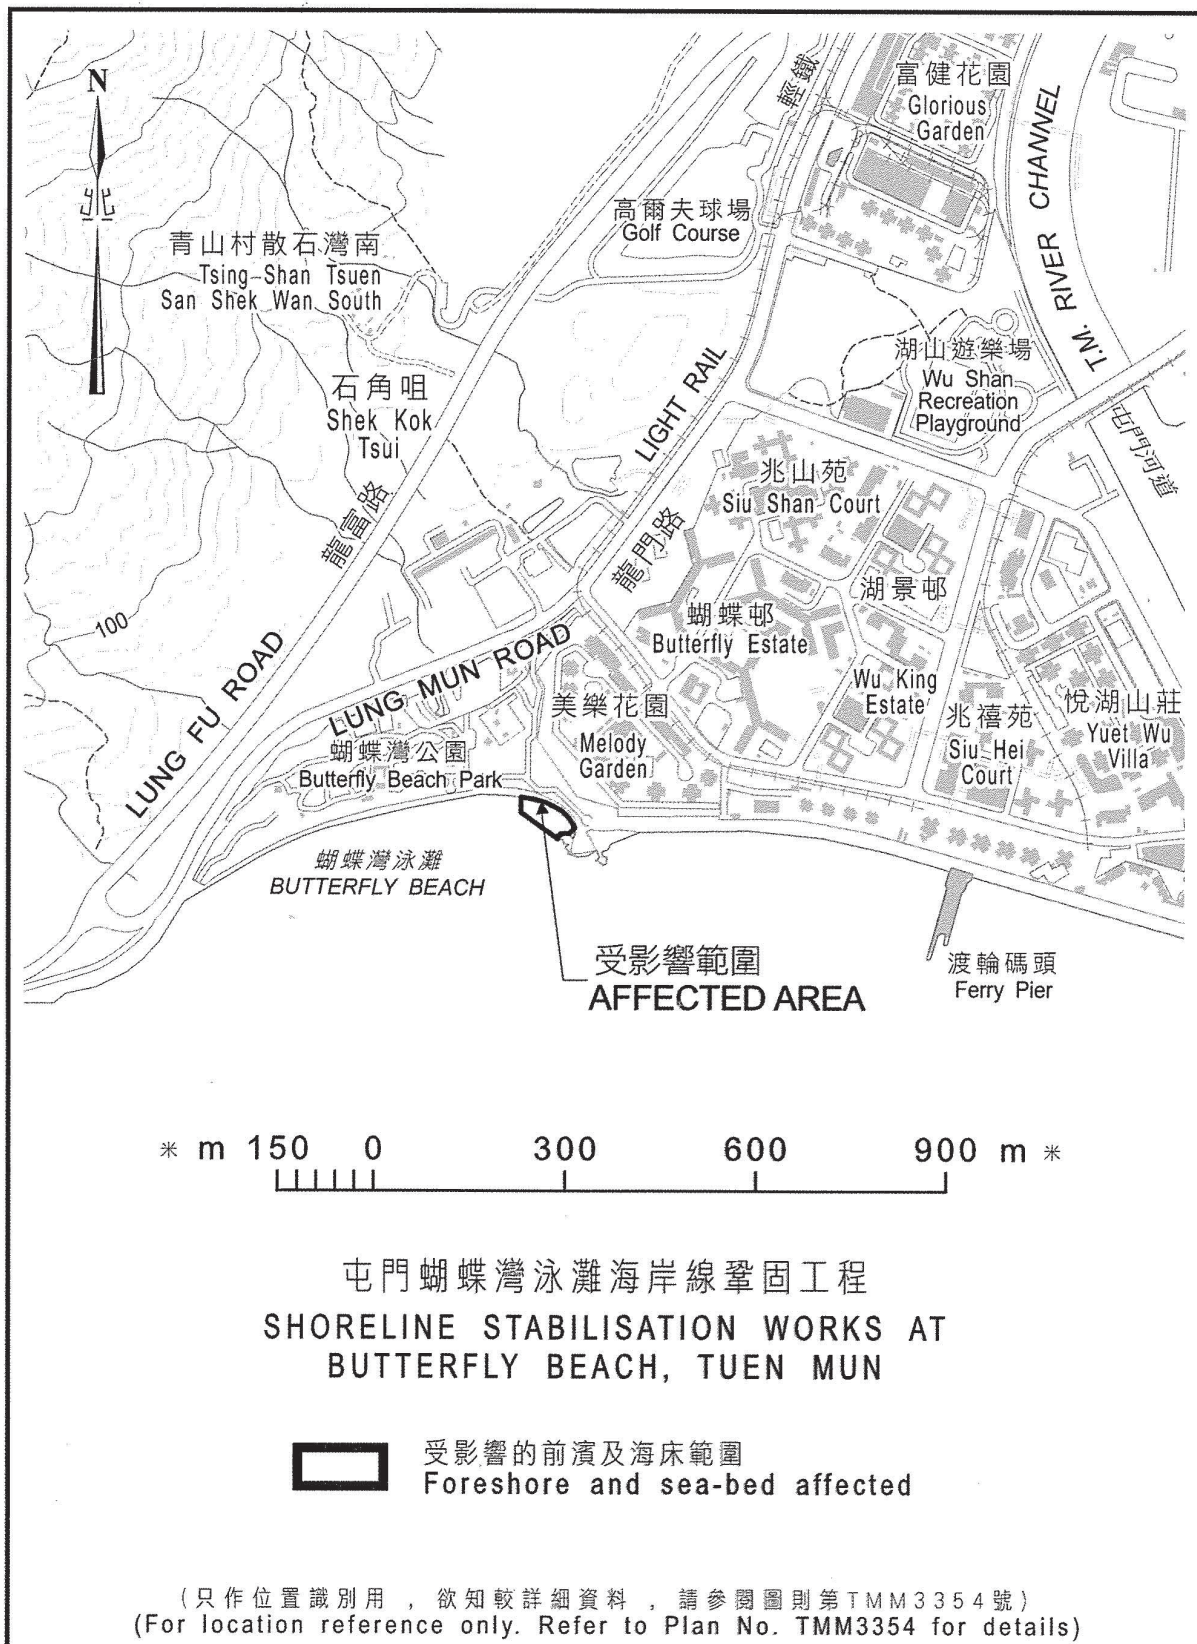 富健花園
Glorious
Garden
輕鐵
T.M. RIVER CHANNEL
N
北
高爾夫球場
Golf Course
青山村散石灣南
Tsing Shan Tsuen
San Shek Wan South
湖山遊樂場
Wu Shan
Recreation
Playground
LIGHT RAIL
石角咀
Shek Kok
Tsui
屯門河道
兆山苑
Siu Shan Court
龍富路
龍門路
湖景邨
蝴蝶邨
Butterfly Estate
100
LUNG FU ROAD
LUNG MUN ROAD
Wu King
Estate
美樂花園
Melody
Garden
兆禧苑
Siu Hei
Court
悅湖山莊
Yuet Wu
Villa
蝴蝶灣公園
Butterfly Beach Park
蝴蝶灣泳灘
BUTTERFLY BEACH
受影響範圍
AFFECTED AREA
渡輪碼頭
Ferry Pier
米 m 150 0 300 600 900 m 米
屯門蝴蝶灣泳灘海岸線鞏固工程
SHORELINE STABILISATION WORKS AT
BUTTERFLY BEACH, TUEN MUN
受影響的前濱及海床範圍
Foreshore and sea-bed affected
(只作位置識別用 , 欲知較詳細資料 , 請參閱圖則第TMM3354號)
(For location reference only. Refer to Plan No. TMM3354 for details)